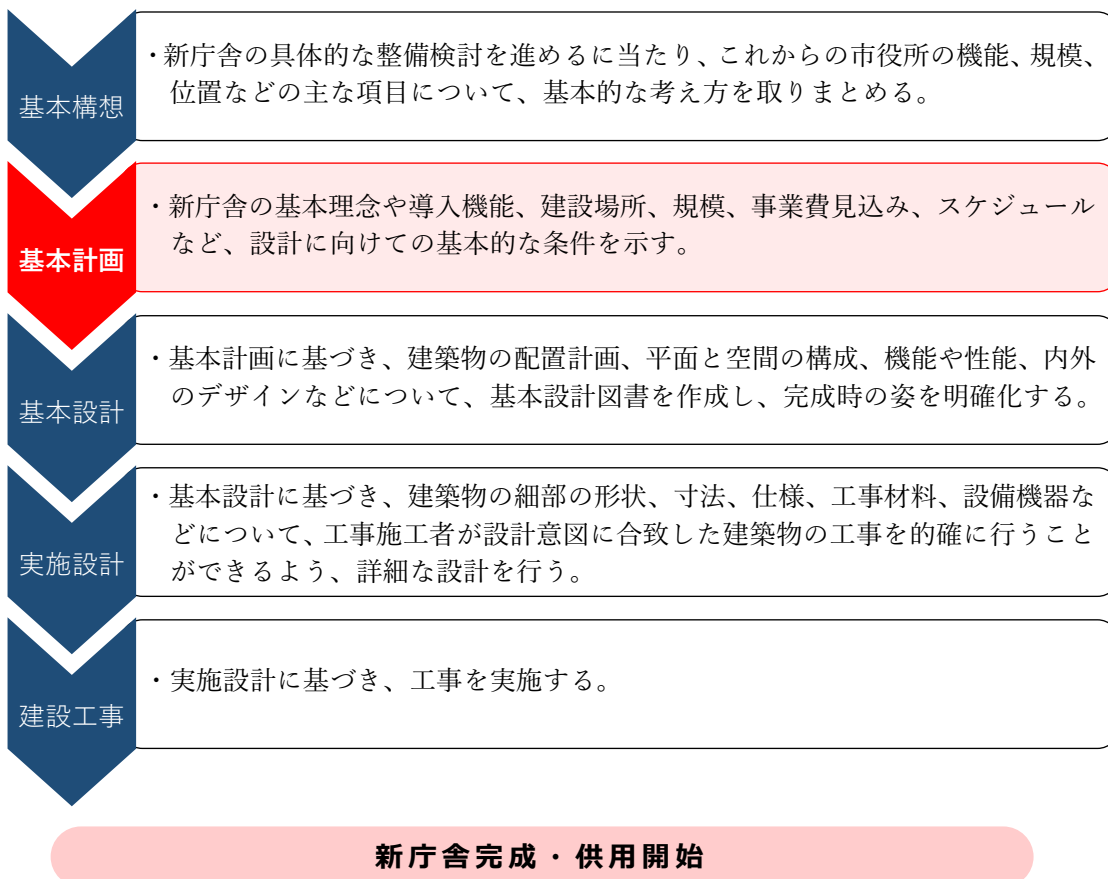 基本構想
・新庁舎の具体的な整備検討を進めるに当たり、これからの市役所の機能、規模、
位置などの主な項目について、基本的な考え方を取りまとめる。
基本計画
・新庁舎の基本理念や導入機能、建設場所、規模、事業費見込み、スケジュール
など、設計に向けての基本的な条件を示す。
基本設計
・基本計画に基づき、建築物の配置計画、平面と空間の構成、機能や性能、内外
のデザインなどについて、基本設計図書を作成し、完成時の姿を明確化する。
実施設計
・基本設計に基づき、建築物の細部の形状、寸法、仕様、工事材料、設備機器な
どについて、工事施工者が設計意図に合致した建築物の工事を的確に行うこと
ができるよう、詳細な設計を行う。
建設工事
・実施設計に基づき、工事を実施する。
新庁舎完成・供用開始